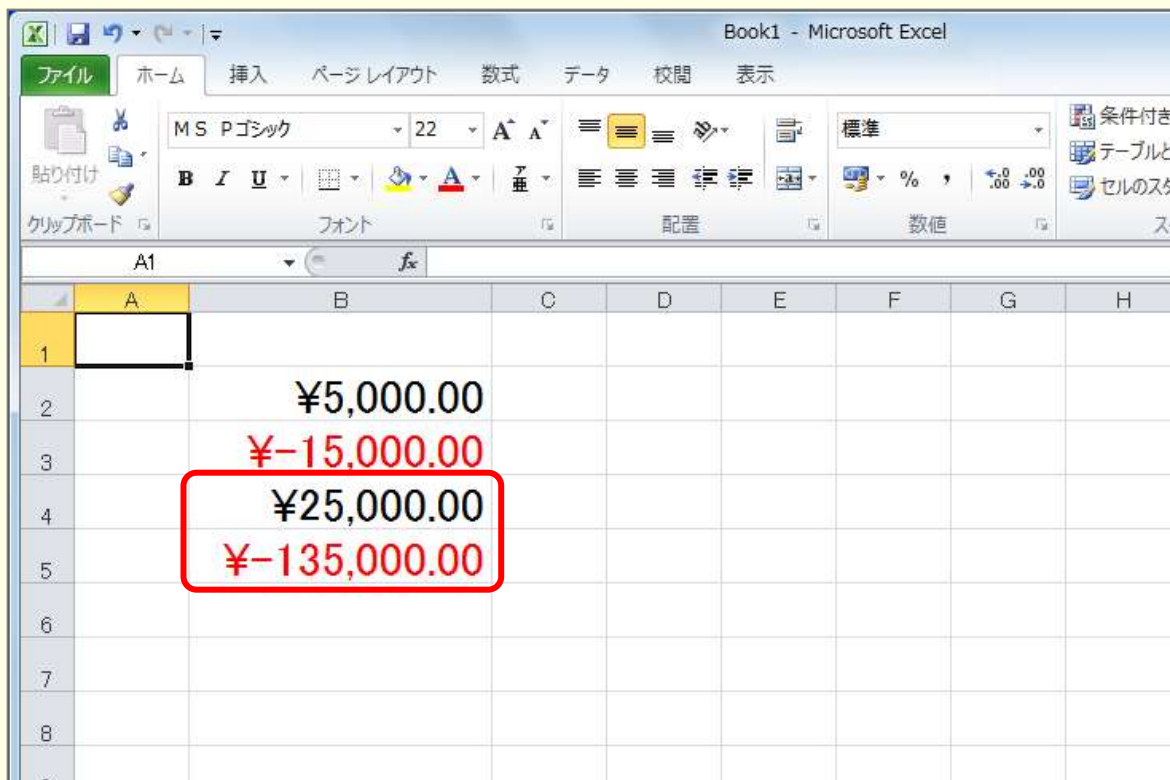 Book1 - Microsoft Excel
ファイル ホーム 挿入 ページ レイアウト 数式 データ 校閲 表示
貼り付け
ＭＳ Ｐゴシック 22 A A
B I U A ア亜
標準
% ,
条件付き
テーブルと
セルのスタ
クリップボード フォント 配置 数値 ス
A1 fx
A B C D E F G H
1
2 ¥5,000.00
3 ¥-15,000.00
4 ¥25,000.00
5 ¥-135,000.00
6
7
8